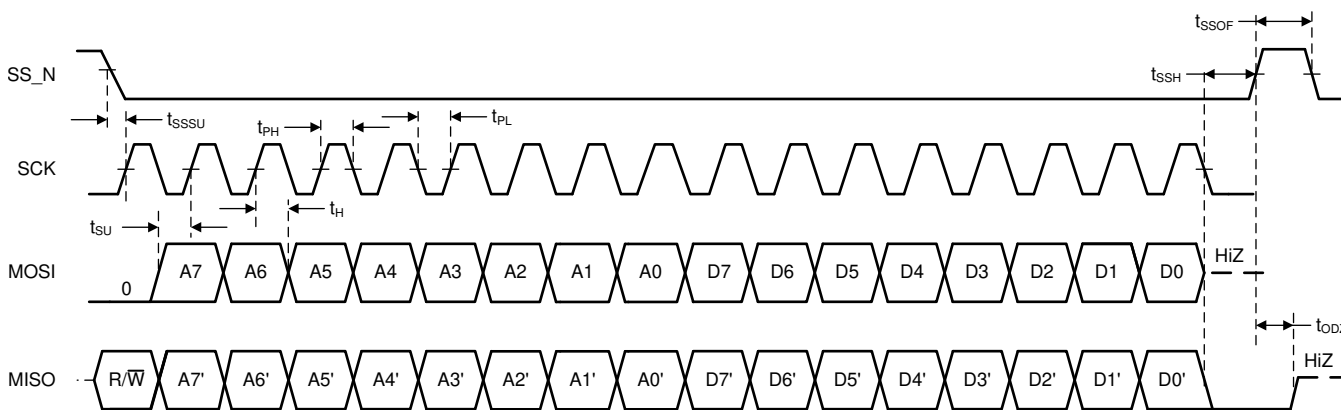 tSSOF
SS_N
tSSH
tSSSU
tPH
tPL
SCK
tSU
tH
MOSI 0 A7 A6 A5 A4 A3 A2 A1 A0 D7 D6 D5 D4 D3 D2 D1 D0 HiZ
tODZ
MISO R/W̅ A7' A6' A5' A4' A3' A2' A1' A0' D7' D6' D5' D4' D3' D2' D1' D0' HiZ